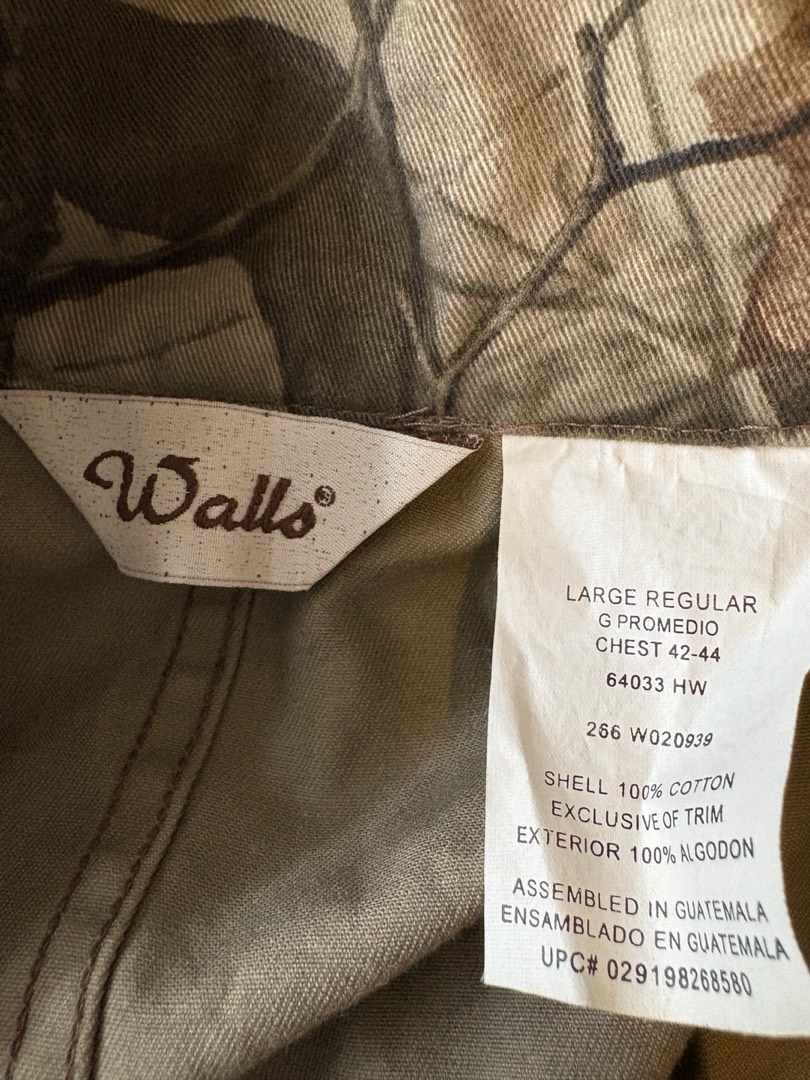 Walls®
LARGE REGULAR
G PROMEDIO
CHEST 42-44
64033 HW
266 W020939
SHELL 100% COTTON
EXCLUSIVE OF TRIM
EXTERIOR 100% ALGODON
ASSEMBLED IN GUATEMALA
ENSAMBLADO EN GUATEMALA
UPC# 029198268580